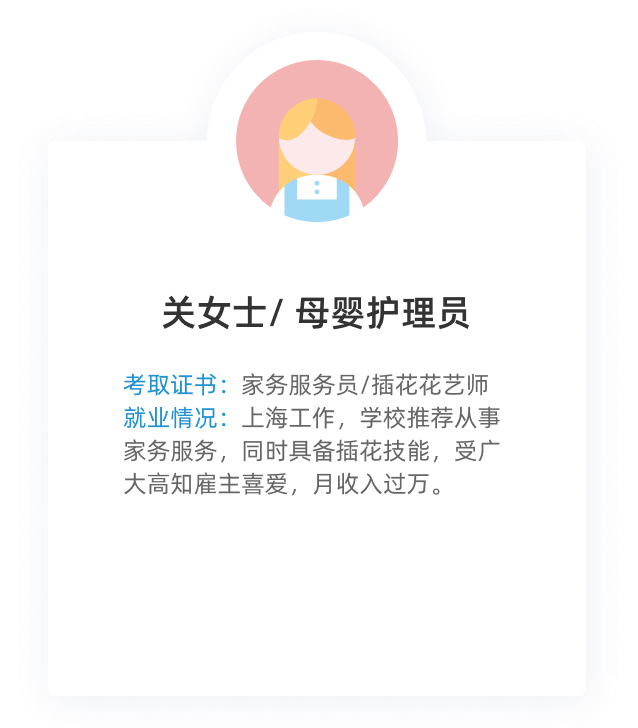 关女士/ 母婴护理员
考取证书：家务服务员/插花花艺师
就业情况：上海工作，学校推荐从事
家务服务，同时具备插花技能，受广
大高知雇主喜爱，月收入过万。